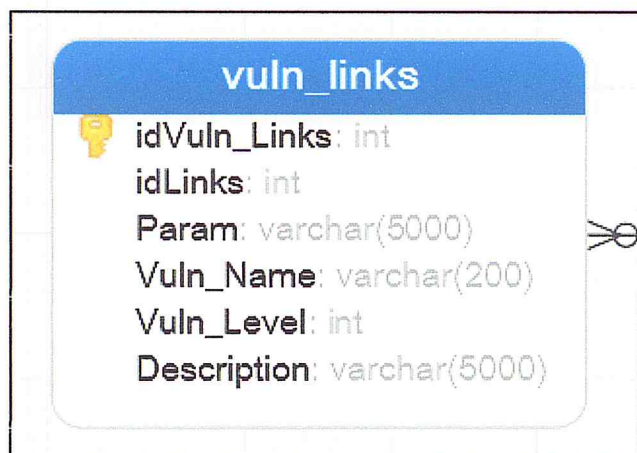 vuln_links
idVuln_Links: int
idLinks: int
Param: varchar(5000)
Vuln_Name: varchar(200)
Vuln_Level: int
Description: varchar(5000)